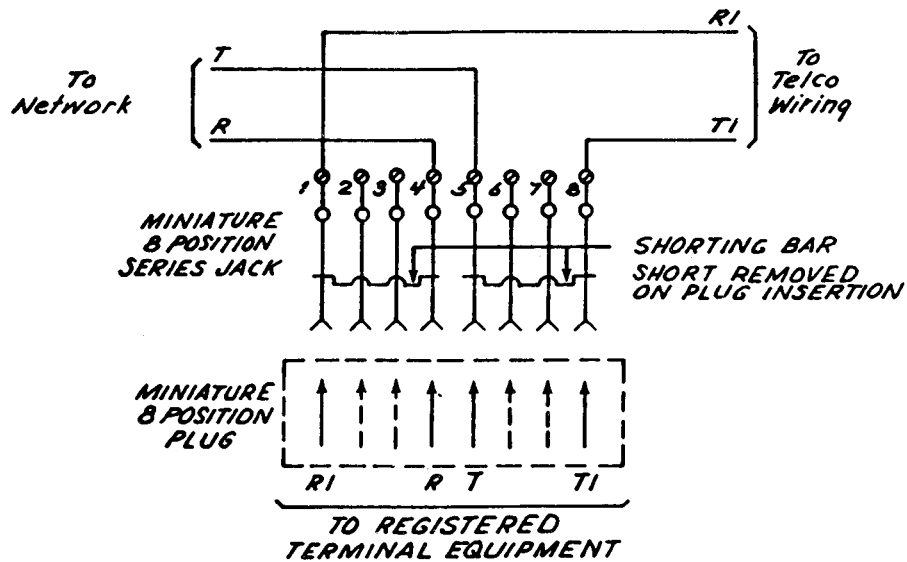 R1
T
To
Network
To
Telco
Wiring
R
T1
1 2 3 4 5 6 7 8
MINIATURE
8 POSITION
SERIES JACK
SHORTING BAR
SHORT REMOVED
ON PLUG INSERTION
MINIATURE
8 POSITION
PLUG
R1 R T T1
TO REGISTERED
TERMINAL EQUIPMENT